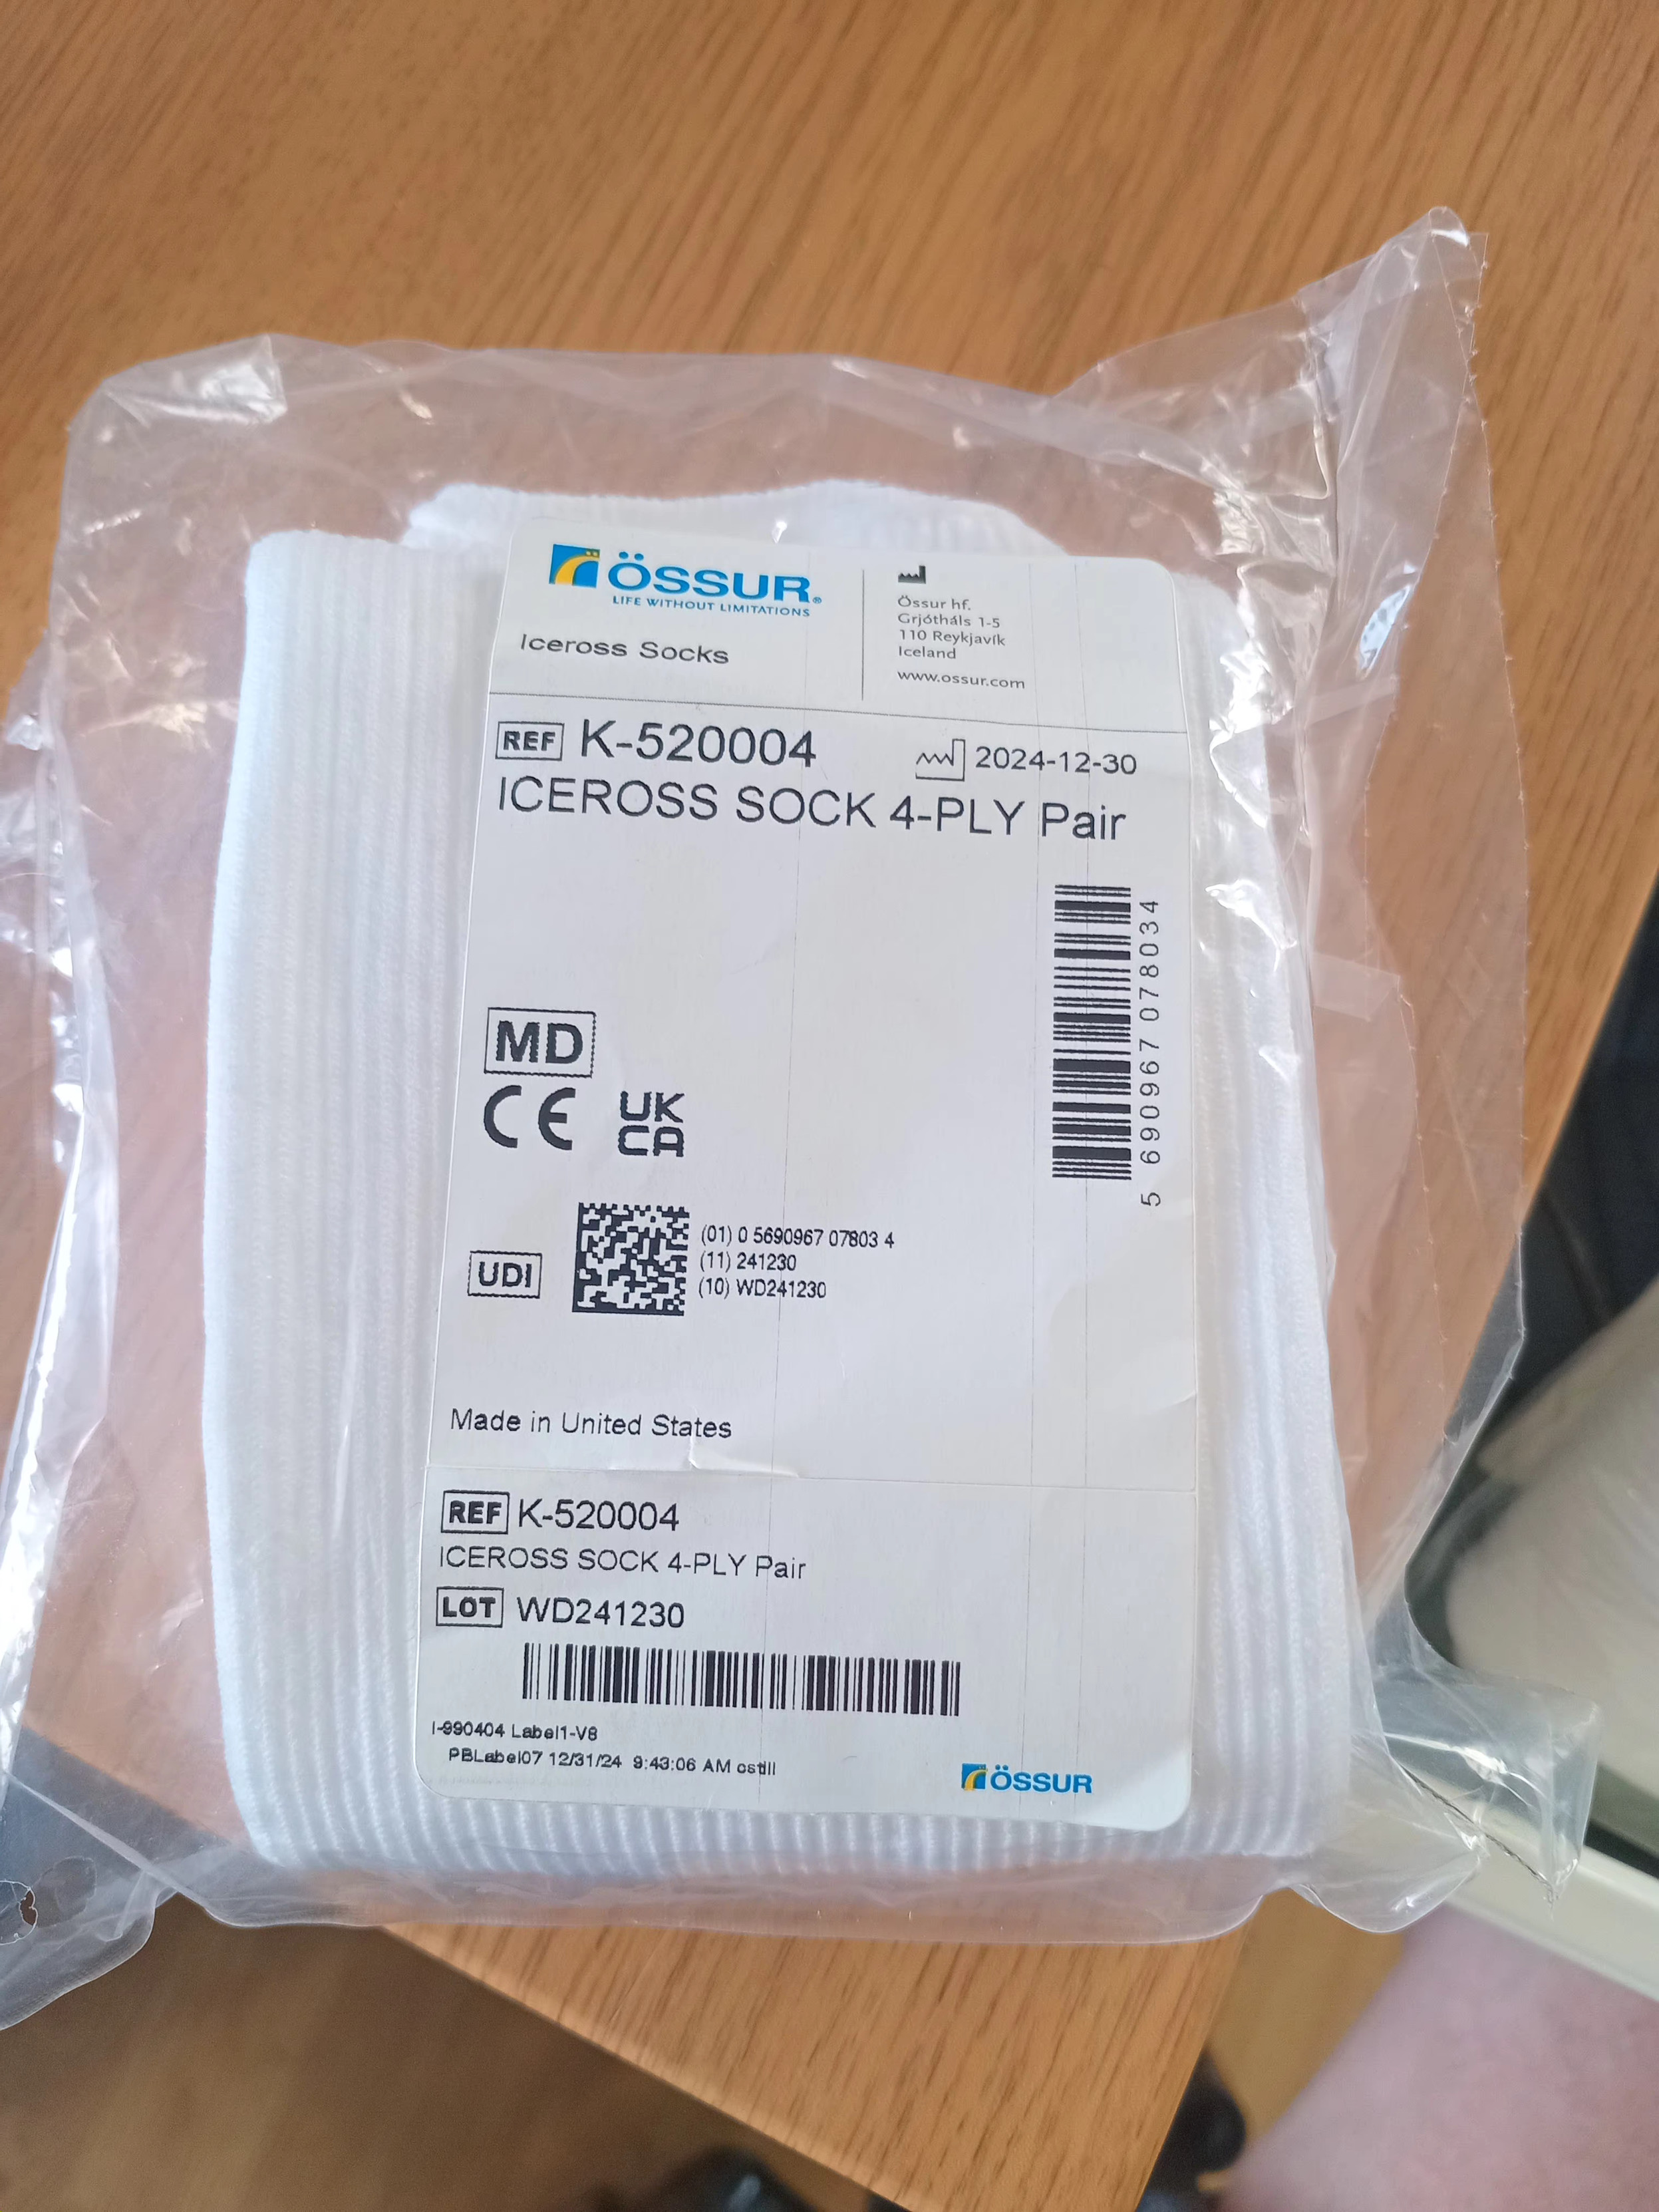 ÖSSUR®
LIFE WITHOUT LIMITATIONS
Iceross Socks
Össur hf.
Grjótháls 1-5
110 Reykjavík
Iceland
www.ossur.com
REF K-520004
2024-12-30
ICEROSS SOCK 4-PLY Pair
5 690967 078034
MD
CE
UK
CA
UDI
(01) 0 5690967 07803 4
(11) 241230
(10) WD241230
Made in United States
REF K-520004
ICEROSS SOCK 4-PLY Pair
LOT WD241230
I-990404 Label1-V8
PBLabel07 12/31/24 9:43:06 AM cstill
ÖSSUR